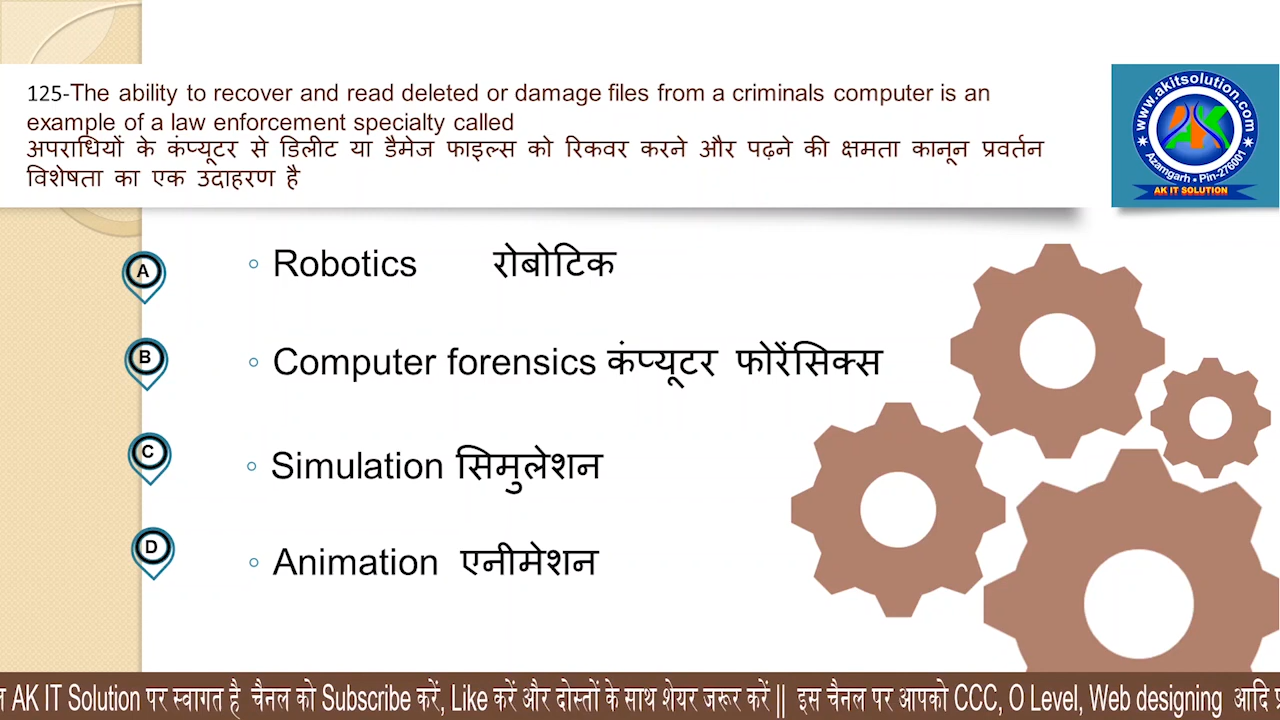 125-The ability to recover and read deleted or damage files from a criminals computer is an
example of a law enforcement specialty called
अपराधियों के कंप्यूटर से डिलीट या डैमेज फाइल्स को रिकवर करने और पढ़ने की क्षमता कानून प्रवर्तन
विशेषता का एक उदाहरण है
www.akitsolution.com
AK
Azamgarh • Pin-276001
AK IT SOLUTION
A
Robotics रोबोटिक
B
Computer forensics कंप्यूटर फोरेंसिक्स
C
Simulation सिमुलेशन
D
Animation एनीमेशन
AK IT Solution पर स्वागत है चैनल को Subscribe करें, Like करें और दोस्तों के साथ शेयर जरूर करें || इस चैनल पर आपको CCC, O Level, Web designing आदि